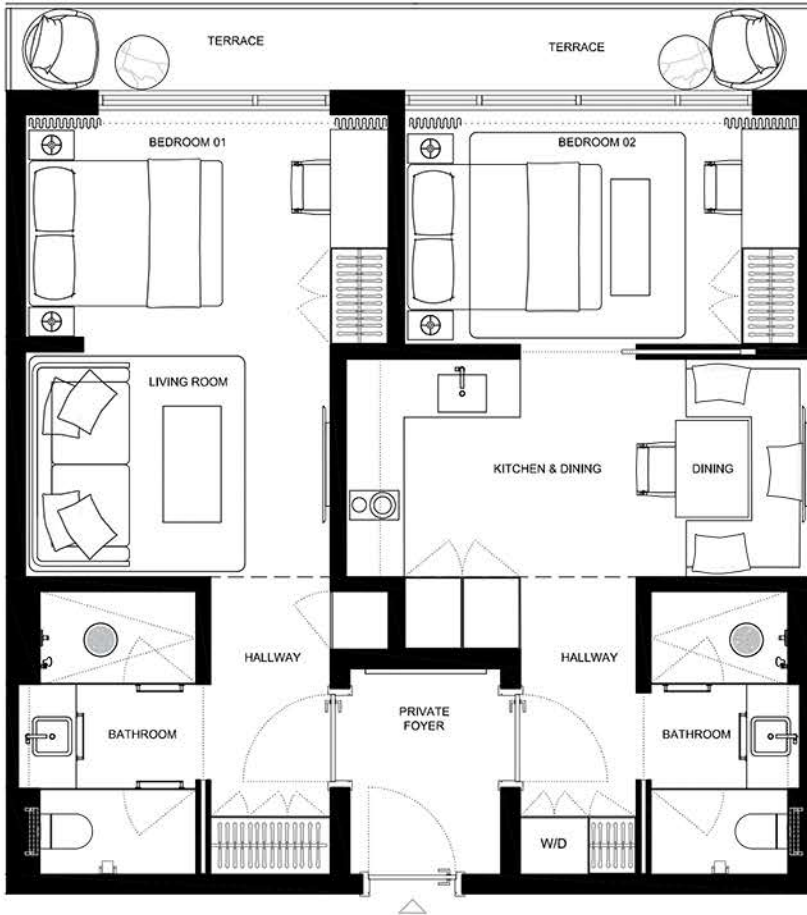 TERRACE
TERRACE
BEDROOM 01
BEDROOM 02
LIVING ROOM
KITCHEN & DINING
DINING
HALLWAY
HALLWAY
PRIVATE
FOYER
BATHROOM
BATHROOM
W/D